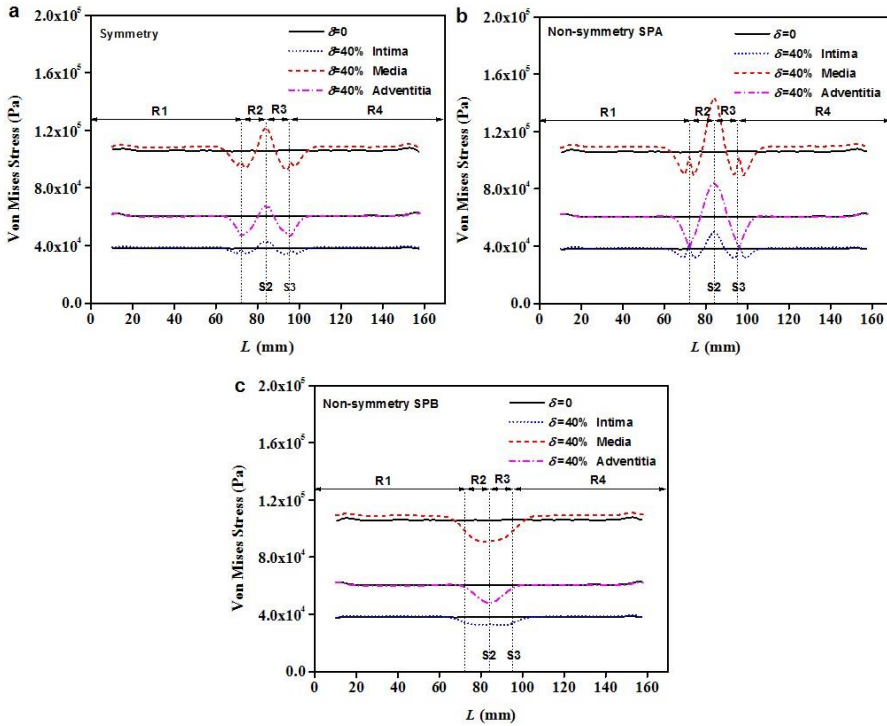 a
Symmetry
δ=0
δ=40% Intima
δ=40% Media
δ=40% Adventitia
R1 R2 R3 R4
S2 S3
Von Mises Stress (Pa)
2.0x10⁵
1.6x10⁵
1.2x10⁵
8.0x10⁴
4.0x10⁴
0.0
0 20 40 60 80 100 120 140 160
L (mm)
b
Non-symmetry SPA
δ=0
δ=40% Intima
δ=40% Media
δ=40% Adventitia
R1 R2 R3 R4
S2 S3
Von Mises Stress (Pa)
2.0x10⁵
1.6x10⁵
1.2x10⁵
8.0x10⁴
4.0x10⁴
0.0
0 20 40 60 80 100 120 140 160
L (mm)
c
Non-symmetry SPB
δ=0
δ=40% Intima
δ=40% Media
δ=40% Adventitia
R1 R2 R3 R4
S2 S3
Von Mises Stress (Pa)
2.0x10⁵
1.6x10⁵
1.2x10⁵
8.0x10⁴
4.0x10⁴
0.0
0 20 40 60 80 100 120 140 160
L (mm)